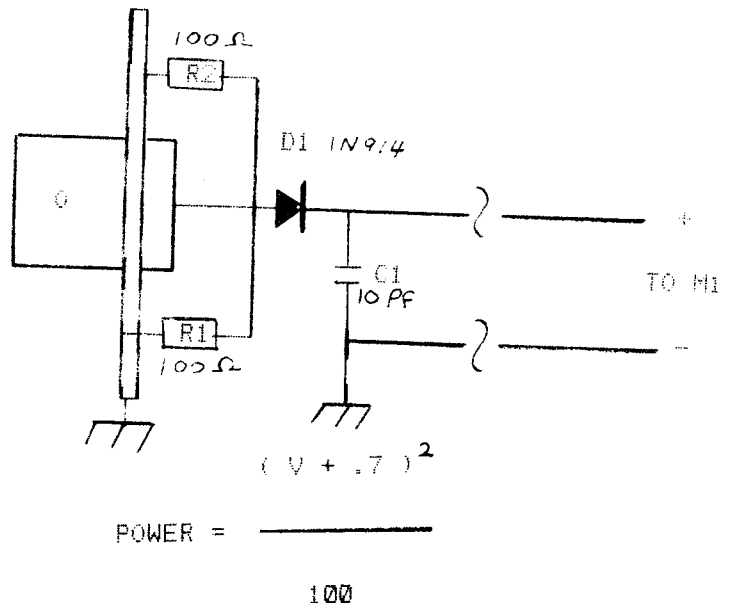 100Ω
R2
D1 1N914
0
+
C1
10 Pf
TO M1
R1
-
100Ω
( V + .7 ) 2
POWER =
100